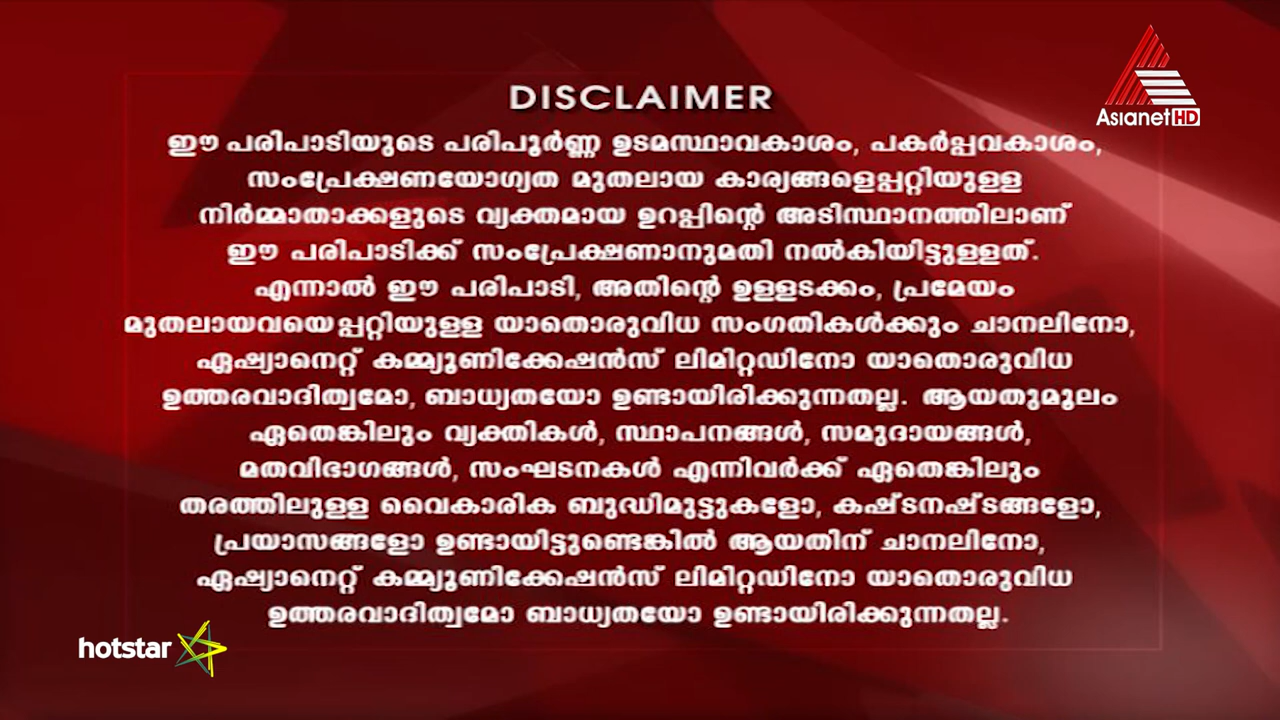 Asianet HD
DISCLAIMER
ഈ പരിപാടിയുടെ പരിപൂർണ്ണ ഉടമസ്ഥാവകാശം, പകർപ്പവകാശം,
സംപ്രേക്ഷണയോഗ്യത മുതലായ കാര്യങ്ങളെപ്പറ്റിയുള്ള
നിർമ്മാതാക്കളുടെ വ്യക്തമായ ഉറപ്പിന്റെ അടിസ്ഥാനത്തിലാണ്
ഈ പരിപാടിക്ക് സംപ്രേക്ഷണാനുമതി നൽകിയിട്ടുള്ളത്.
എന്നാൽ ഈ പരിപാടി, അതിന്റെ ഉള്ളടക്കം, പ്രമേയം
മുതലായവയെപ്പറ്റിയുള്ള യാതൊരുവിധ സംഗതികൾക്കും ചാനലിനോ,
ഏഷ്യാനെറ്റ് കമ്മ്യൂണിക്കേഷൻസ് ലിമിറ്റഡിനോ യാതൊരുവിധ
ഉത്തരവാദിത്വമോ, ബാധ്യതയോ ഉണ്ടായിരിക്കുന്നതല്ല. ആയതുമൂലം
ഏതെങ്കിലും വ്യക്തികൾ, സ്ഥാപനങ്ങൾ, സമുദായങ്ങൾ,
മതവിഭാഗങ്ങൾ, സംഘടനകൾ എന്നിവർക്ക് ഏതെങ്കിലും
തരത്തിലുള്ള വൈകാരിക ബുദ്ധിമുട്ടുകളോ, കഷ്ടനഷ്ടങ്ങളോ,
പ്രയാസങ്ങളോ ഉണ്ടായിട്ടുണ്ടെങ്കിൽ ആയതിന് ചാനലിനോ,
ഏഷ്യാനെറ്റ് കമ്മ്യൂണിക്കേഷൻസ് ലിമിറ്റഡിനോ യാതൊരുവിധ
ഉത്തരവാദിത്വമോ ബാധ്യതയോ ഉണ്ടായിരിക്കുന്നതല്ല.
hotstar